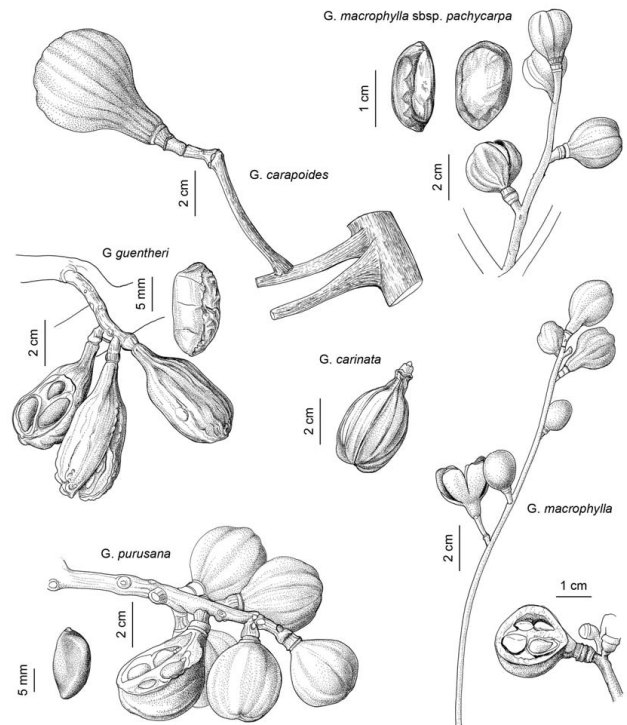 G. macrophylla sbsp. pachycarpa
1 cm
2 cm
2 cm
G. carapoides
G guentheri
5 mm
2 cm
G. carinata
2 cm
G. macrophylla
2 cm
1 cm
G. purusana
2 cm
5 mm